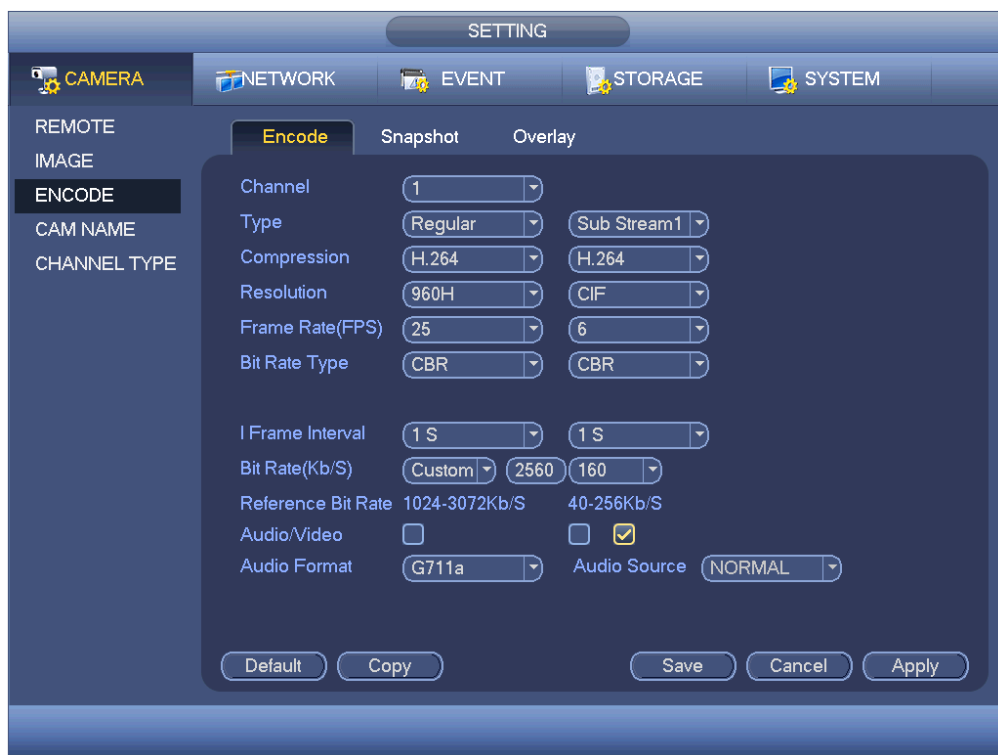 SETTING
CAMERA NETWORK EVENT STORAGE SYSTEM
REMOTE
IMAGE
ENCODE
CAM NAME
CHANNEL TYPE
Encode Snapshot Overlay
Channel 1
Type Regular Sub Stream1
Compression H.264 H.264
Resolution 960H CIF
Frame Rate(FPS) 25 6
Bit Rate Type CBR CBR
I Frame Interval 1 S 1 S
Bit Rate(Kb/S) Custom 2560 160
Reference Bit Rate 1024-3072Kb/S 40-256Kb/S
Audio/Video
Audio Format G711a Audio Source NORMAL
Default Copy Save Cancel Apply